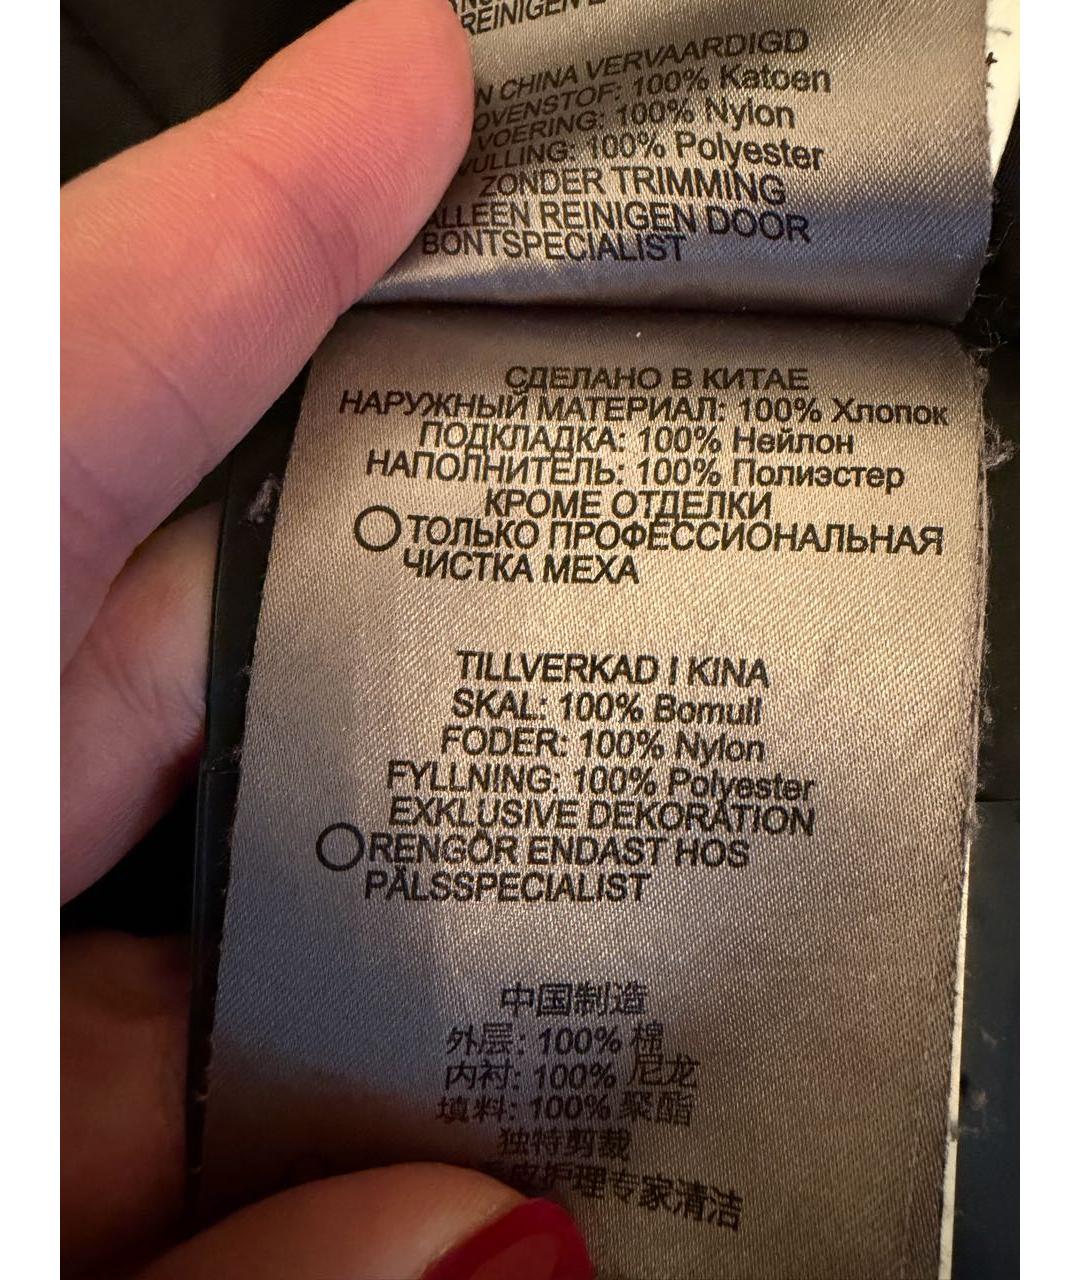 REINIGEN
N CHINA VERVAARDIGD
OVENSTOF: 100% Katoen
VOERING: 100% Nylon
VULLING: 100% Polyester
ZONDER TRIMMING
ALLEEN REINIGEN DOOR
BONTSPECIALIST
СДЕЛАНО В КИТАЕ
НАРУЖНЫЙ МАТЕРИАЛ: 100% Хлопок
ПОДКЛАДКА: 100% Нейлон
НАПОЛНИТЕЛЬ: 100% Полиэстер
КРОМЕ ОТДЕЛКИ
ТОЛЬКО ПРОФЕССИОНАЛЬНАЯ
ЧИСТКА МЕХА
TILLVERKAD I KINA
SKAL: 100% Bomull
FODER: 100% Nylon
FYLLNING: 100% Polyester
EXKLUSIVE DEKORATION
RENGÖR ENDAST HOS
PÄLSSPECIALIST
中国制造
外层: 100% 棉
内衬: 100% 尼龙
填料: 100% 聚酯
独特剪裁
皮护理专家清洁